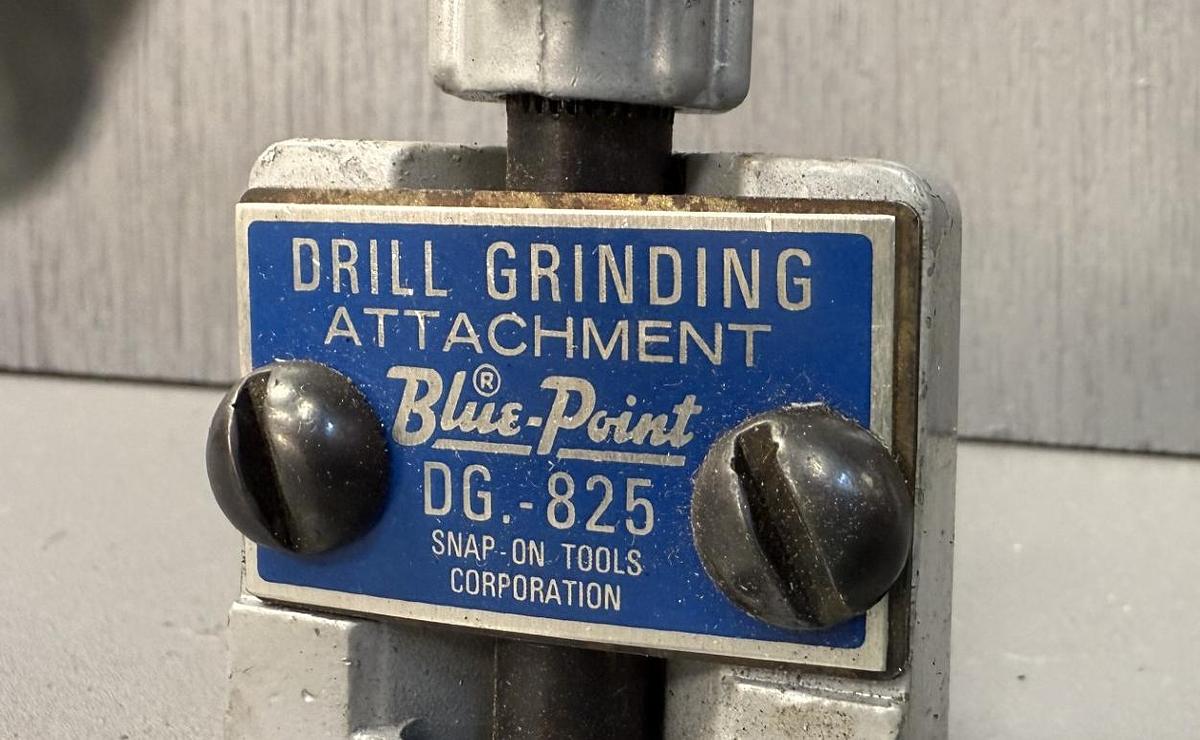 DRILL GRINDING
ATTACHMENT
Blue-Point®
DG.-825
SNAP-ON TOOLS
CORPORATION